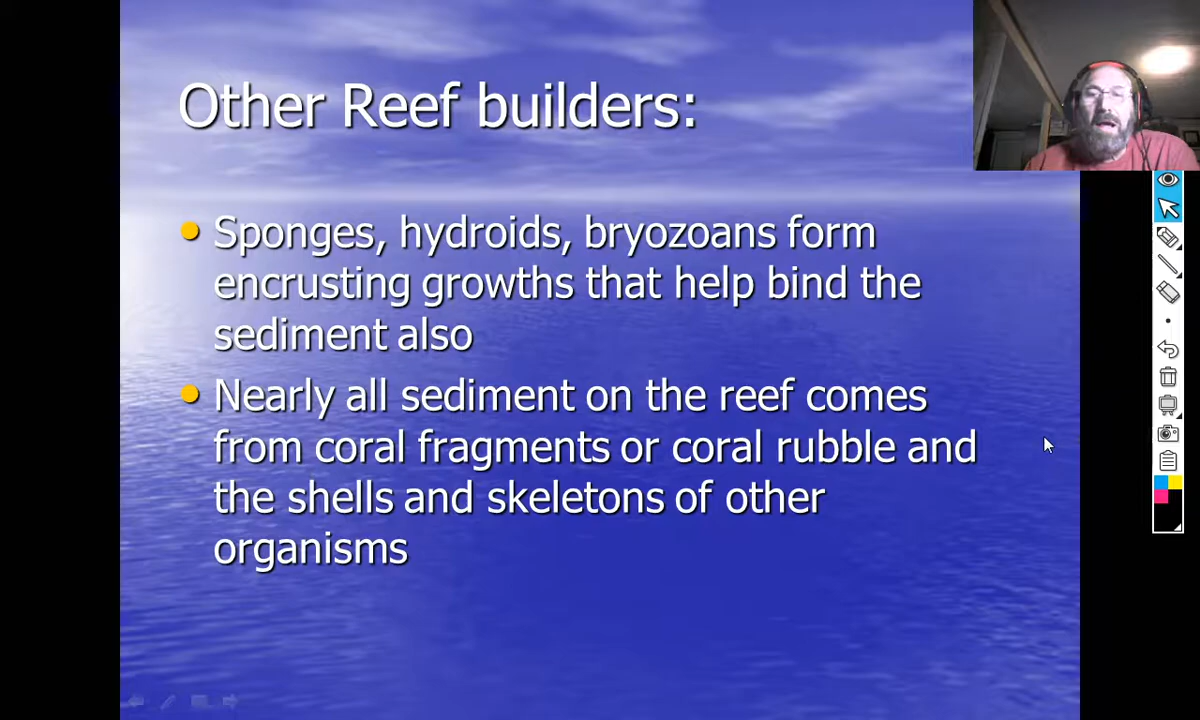 Other Reef builders:
Sponges, hydroids, bryozoans form
encrusting growths that help bind the
sediment also
Nearly all sediment on the reef comes
from coral fragments or coral rubble and
the shells and skeletons of other
organisms